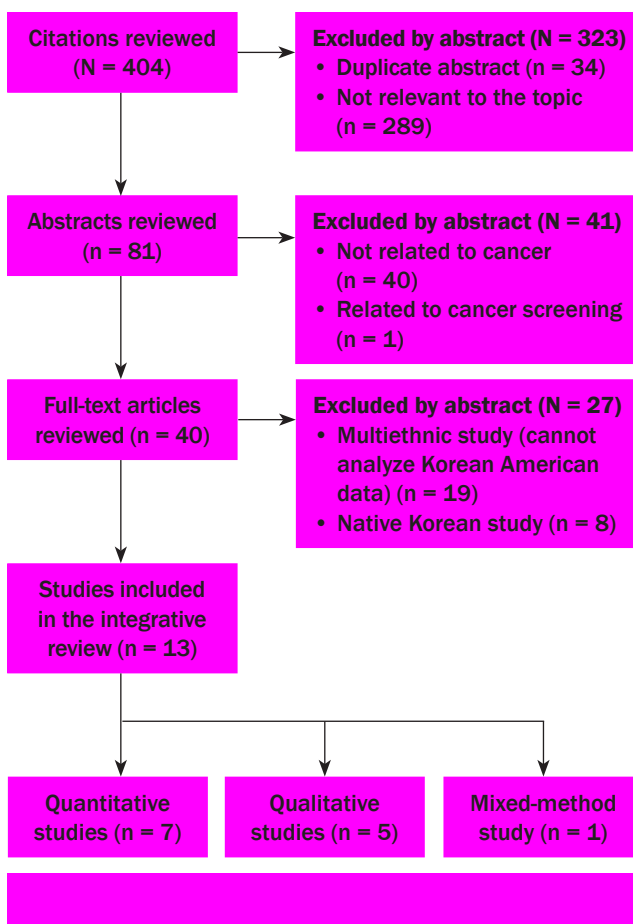 Citations reviewed
(N = 404)
Excluded by abstract (N = 323)
• Duplicate abstract (n = 34)
• Not relevant to the topic
(n = 289)
Abstracts reviewed
(n = 81)
Excluded by abstract (N = 41)
• Not related to cancer
(n = 40)
• Related to cancer screening
(n = 1)
Full-text articles
reviewed (n = 40)
Excluded by abstract (N = 27)
• Multiethnic study (cannot
analyze Korean American
data) (n = 19)
• Native Korean study (n = 8)
Studies included
in the integrative
review (n = 13)
Quantitative
studies (n = 7)
Qualitative
studies (n = 5)
Mixed-method
study (n = 1)